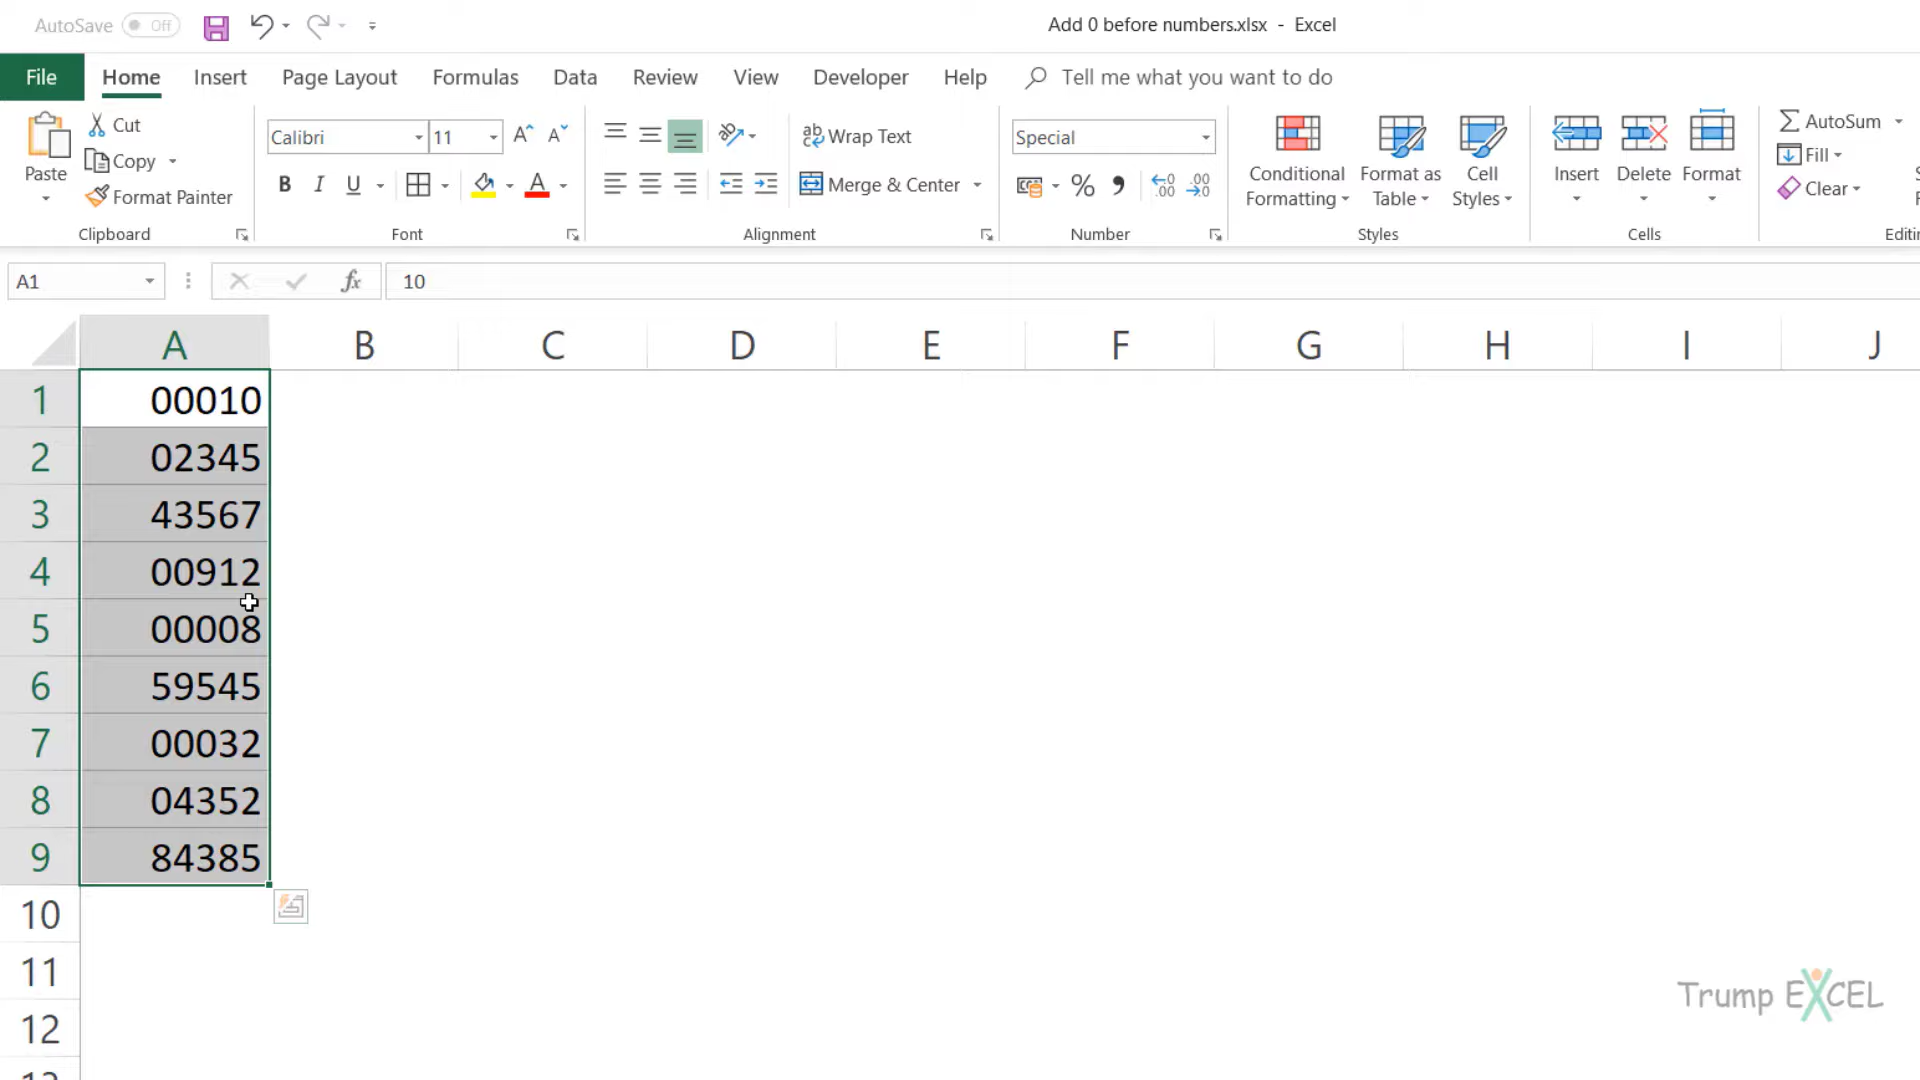 AutoSave Off
Add 0 before numbers.xlsx - Excel
File Home Insert Page Layout Formulas Data Review View Developer Help Tell me what you want to do
Paste
Cut
Copy
Format Painter
Clipboard
Calibri 11
B I U A
Font
ab Wrap Text
Merge & Center
Alignment
Special
% , .00 .00
Number
Conditional Formatting
Format as Table
Cell Styles
Styles
Insert
Delete
Format
Cells
AutoSum
Fill
Clear
A1 fx 10
A B C D E F G H I J
1 00010
2 02345
3 43567
4 00912
5 00008
6 59545
7 00032
8 04352
9 84385
10
11
12
Trump EXCEL